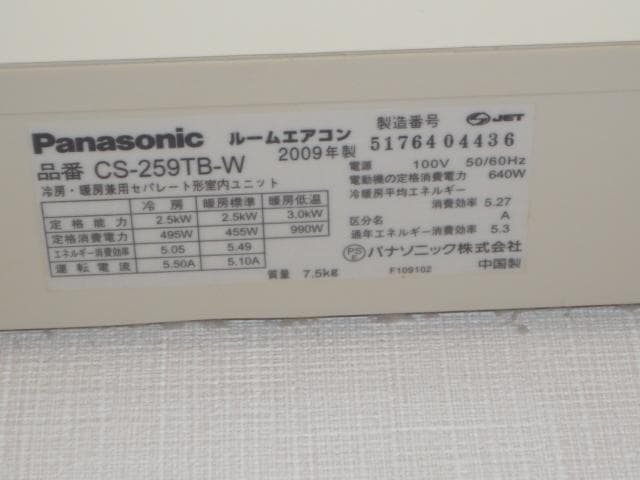 Panasonic ルームエアコン
2009年製
品番 CS-259TB-W
冷房・暖房兼用セパレート形室内ユニット
冷房 暖房標準 暖房低温
定格能力 2.5kW 2.5kW 3.0kW
定格消費電力 495W 455W 990W
エネルギー消費効率 5.05 5.49
運転電流 5.50A 5.10A
質量 7.5kg
製造番号 JET
5176404436
電源 100V 50/60Hz
電動機の定格消費電力 640W
冷暖房平均エネルギー
消費効率 5.27
区分名 A
通年エネルギー消費効率 5.3
PSE パナソニック株式会社
F109102 中国製